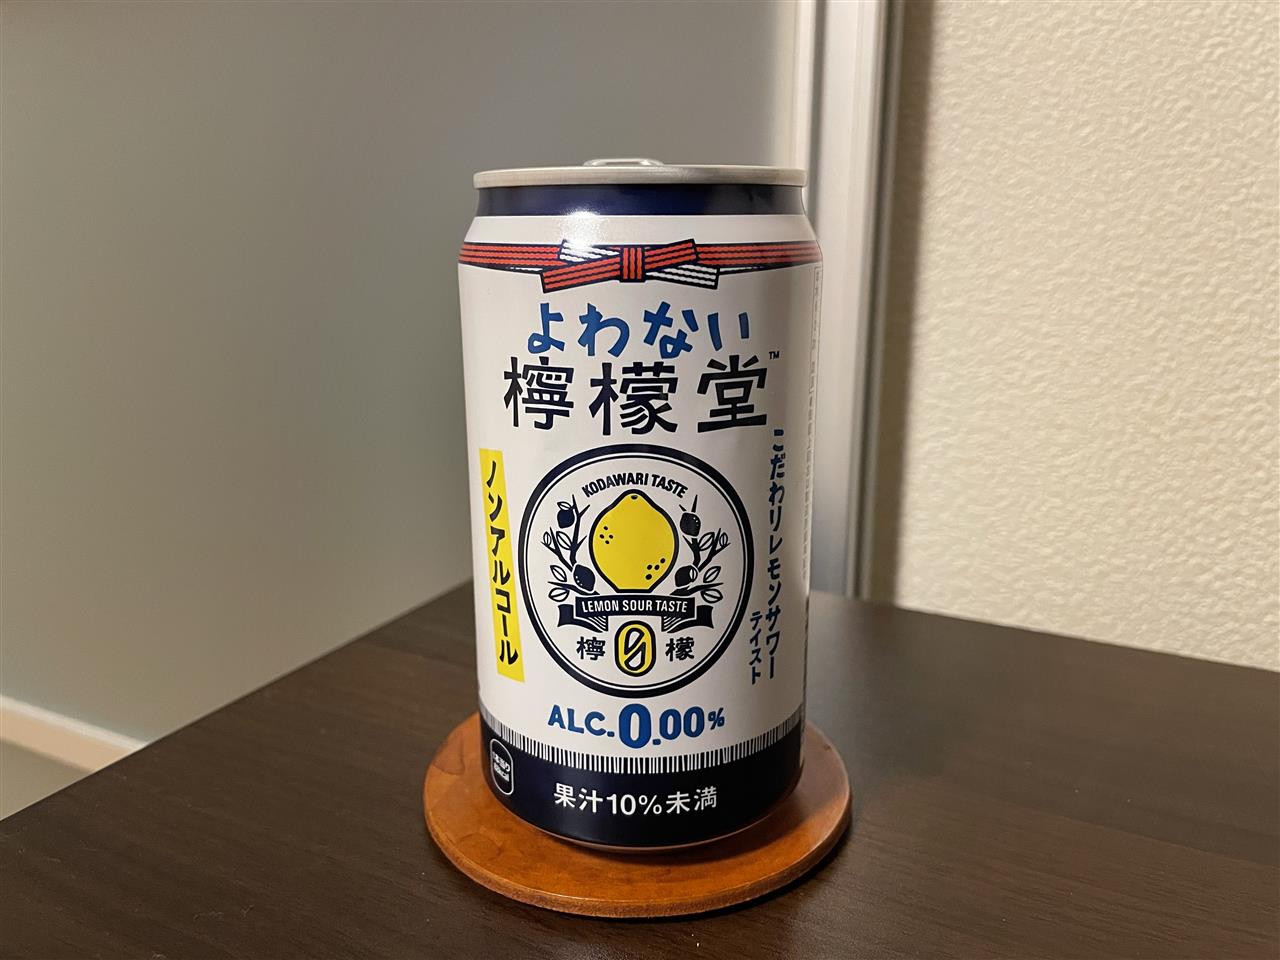 よわない
檸檬堂™
ノンアルコール
こだわりレモンサワー
テイスト
KODAWARI TASTE
LEMON SOUR TASTE
檸0檬
ALC.0.00%
果汁10%未満